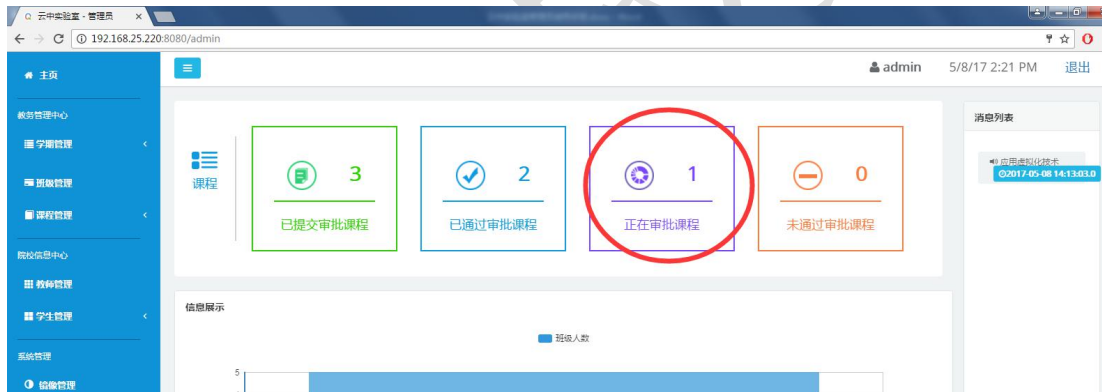 云中实验室 - 管理员
192.168.25.220:8080/admin
主页
admin
5/8/17 2:21 PM
退出
教务管理中心
学期管理
班级管理
课程管理
院校信息中心
教师管理
学生管理
系统管理
镜像管理
课程
3
已提交审批课程
2
已通过审批课程
1
正在审批课程
0
未通过审批课程
消息列表
应用虚拟化技术
2017-05-08 14:13:03.0
信息展示
班级人数
5